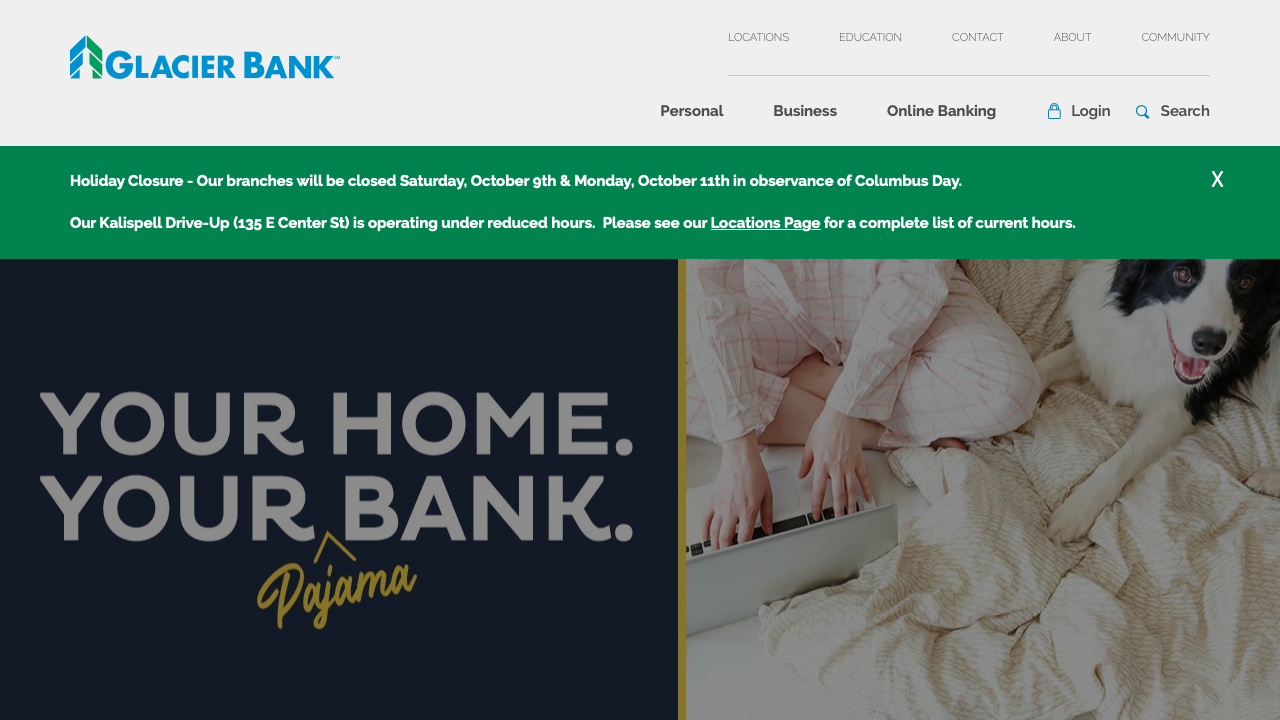 GLACIER BANK™
LOCATIONS
EDUCATION
CONTACT
ABOUT
COMMUNITY
Personal
Business
Online Banking
Login
Search
Holiday Closure - Our branches will be closed Saturday, October 9th & Monday, October 11th in observance of Columbus Day.
X
Our Kalispell Drive-Up (135 E Center St) is operating under reduced hours.  Please see our Locations Page for a complete list of current hours.
YOUR HOME.
YOUR BANK.
Pajama